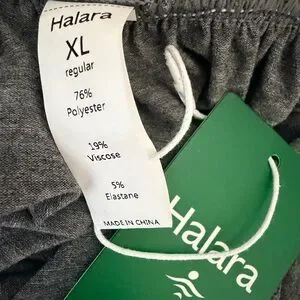 Halara
XL
regular
76%
Polyester
19%
Viscose
5%
Elastane
MADE IN CHINA
Halara